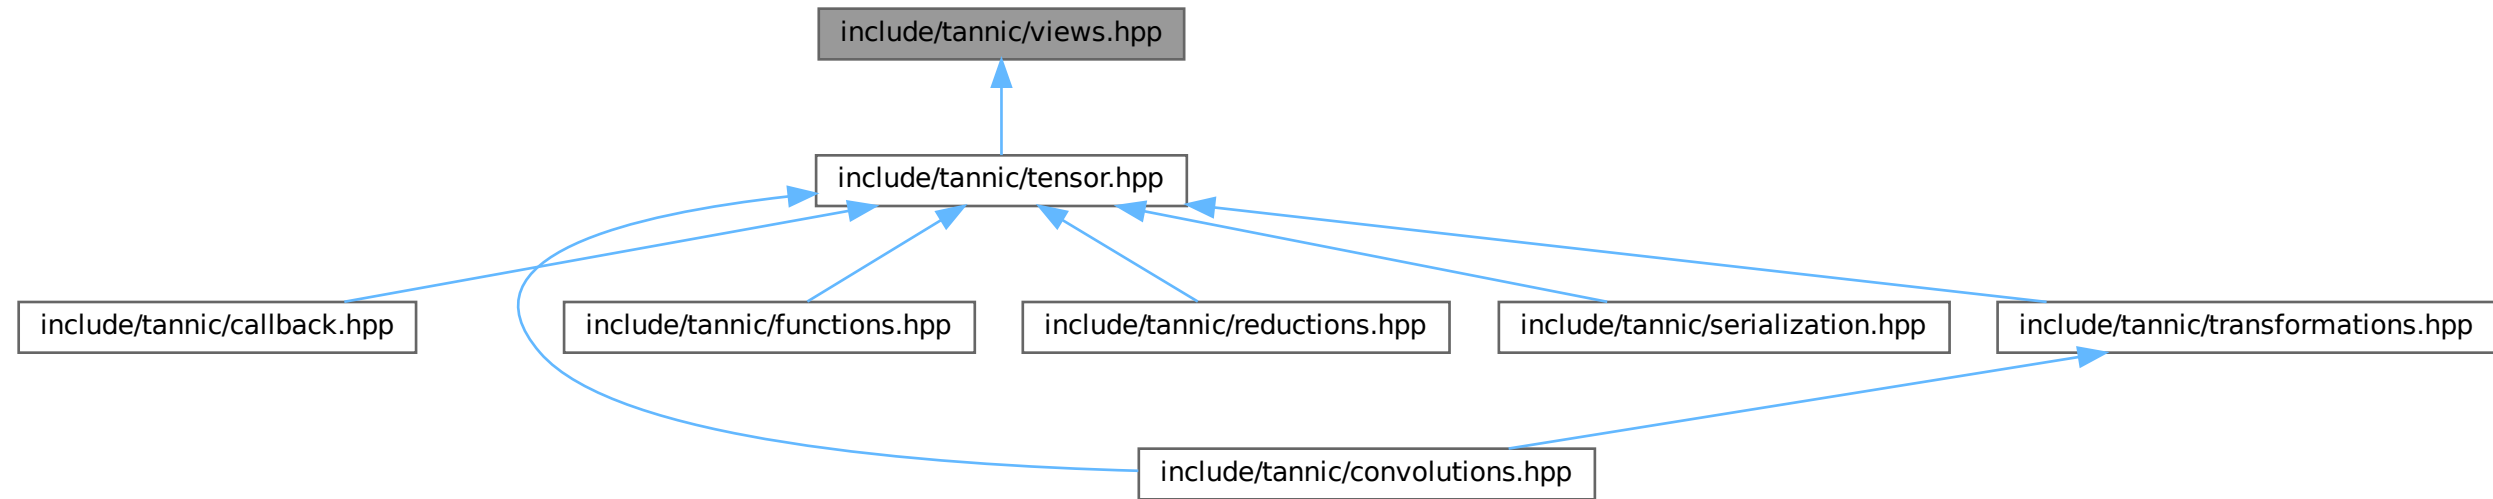 include/tannic/views.hpp
include/tannic/tensor.hpp
include/tannic/callback.hpp
include/tannic/functions.hpp
include/tannic/reductions.hpp
include/tannic/serialization.hpp
include/tannic/transformations.hpp
include/tannic/convolutions.hpp